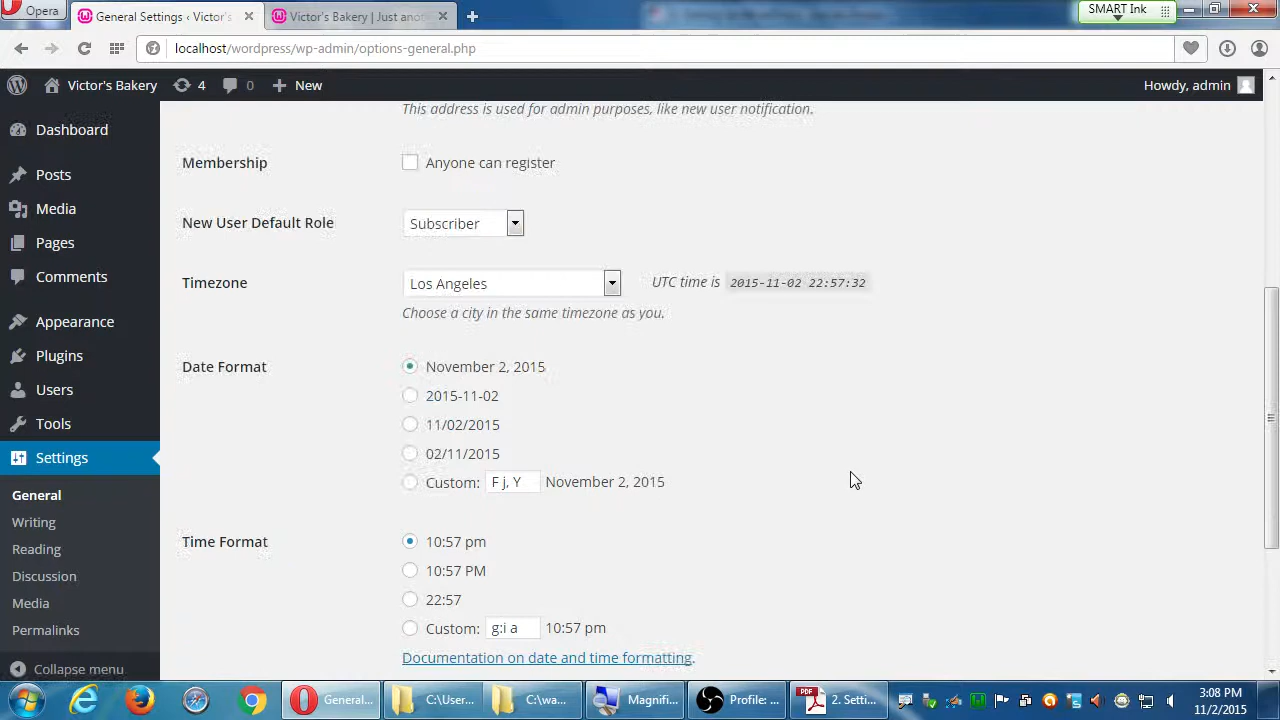 Opera
General Settings ‹ Victor's
Victor's Bakery | Just anot
SMART Ink
localhost/wordpress/wp-admin/options-general.php
Victor's Bakery
4
0
New
Howdy, admin
This address is used for admin purposes, like new user notification.
Dashboard
Posts
Media
Pages
Comments
Appearance
Plugins
Users
Tools
Settings
General
Writing
Reading
Discussion
Media
Permalinks
Collapse menu
Membership
Anyone can register
New User Default Role
Subscriber
Timezone
Los Angeles
UTC time is 2015-11-02 22:57:32
Choose a city in the same timezone as you.
Date Format
November 2, 2015
2015-11-02
11/02/2015
02/11/2015
Custom: F j, Y November 2, 2015
Time Format
10:57 pm
10:57 PM
22:57
Custom: g:i a 10:57 pm
Documentation on date and time formatting.
General...
C:\User...
C:\wa...
Magnifi...
Profile: ...
PDF
2. Setti...
3:08 PM
11/2/2015